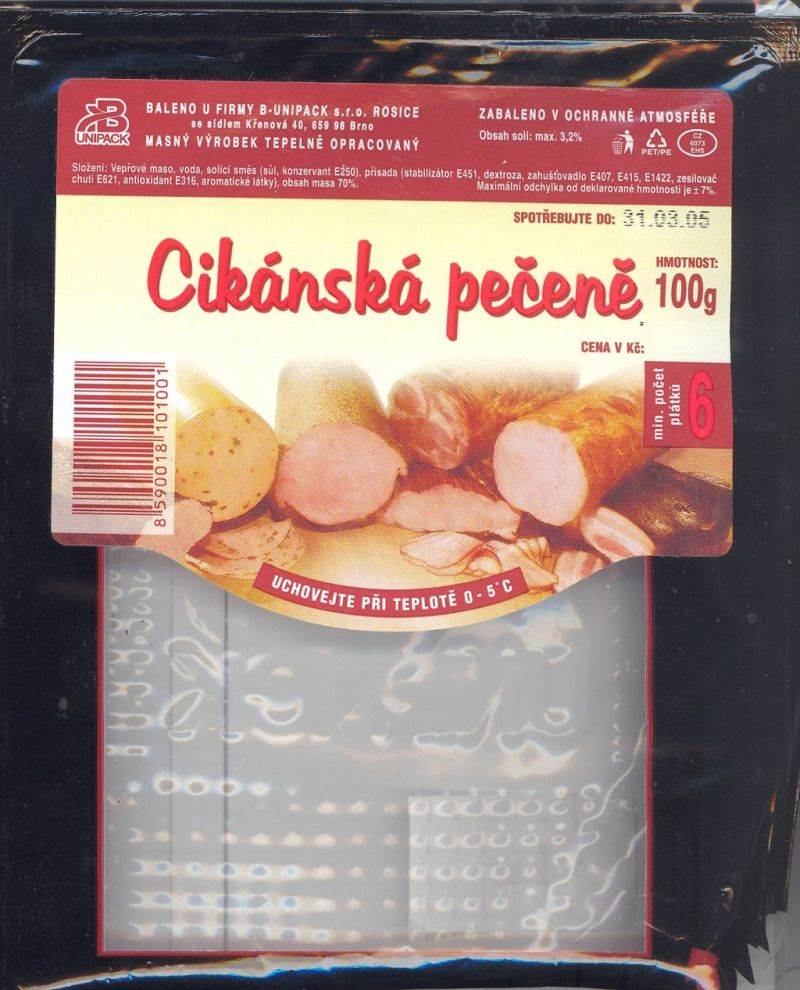 B
UNIPACK
BALENO U FIRMY B-UNIPACK s.r.o. ROSICE
se sídlem Křenová 40, 659 98 Brno
MASNÝ VÝROBEK TEPELNĚ OPRACOVANÝ
ZABALENO V OCHRANNÉ ATMOSFÉŘE
Obsah soli: max. 3,2%
PET/PE
CZ
6073
EHS
Složení: Vepřové maso, voda, solící směs (sůl, konzervant E250), přísada (stabilizátor E451, dextroza, zahušťovadlo E407, E415, E1422, zesilovač
chuti E621, antioxidant E316, aromatické látky), obsah masa 70%.
Maximální odchylka od deklarované hmotnosti je ± 7%.
SPOTŘEBUJTE DO: 31.03.05
Cikánská pečeně
HMOTNOST:
100g
CENA V Kč:
min. počet
plátků
6
8 590018 101001
UCHOVEJTE PŘI TEPLOTĚ 0 - 5°C